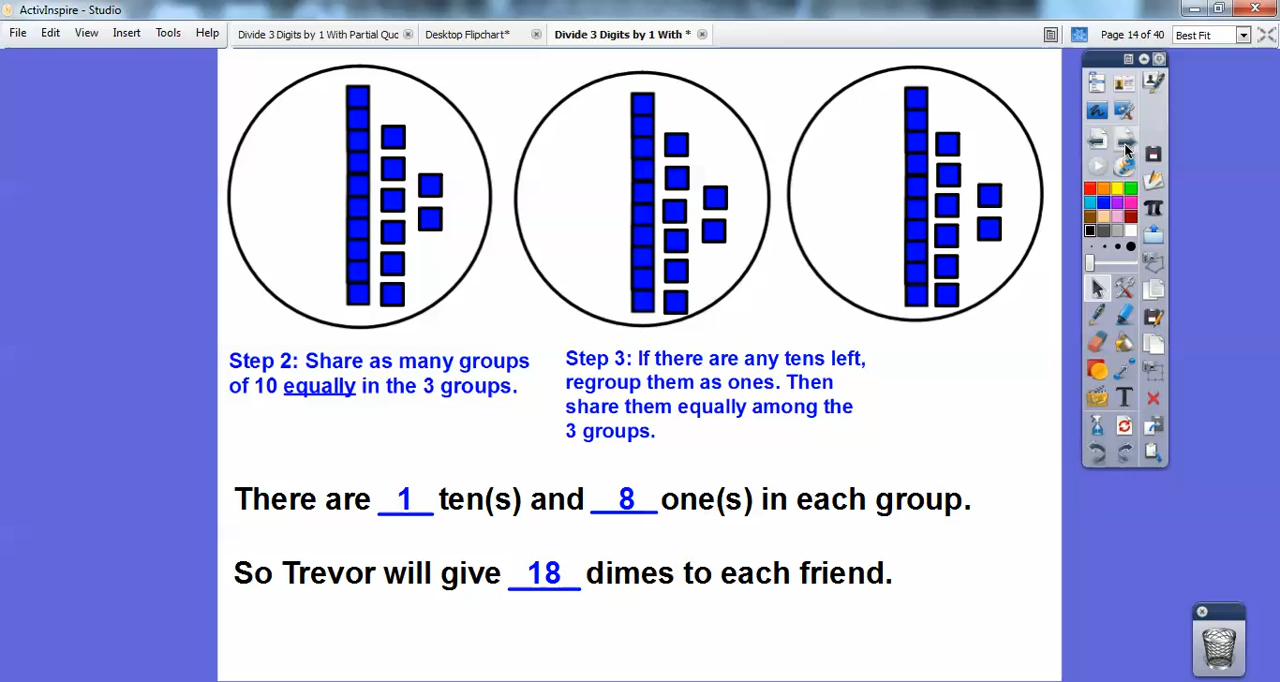 ActivInspire - Studio
File Edit View Insert Tools Help
Divide 3 Digits by 1 With Partial Quo
Desktop Flipchart*
Divide 3 Digits by 1 With *
Page 14 of 40
Best Fit
Step 2: Share as many groups
of 10 equally in the 3 groups.
Step 3: If there are any tens left,
regroup them as ones. Then
share them equally among the
3 groups.
There are 1 ten(s) and 8 one(s) in each group.
So Trevor will give 18 dimes to each friend.